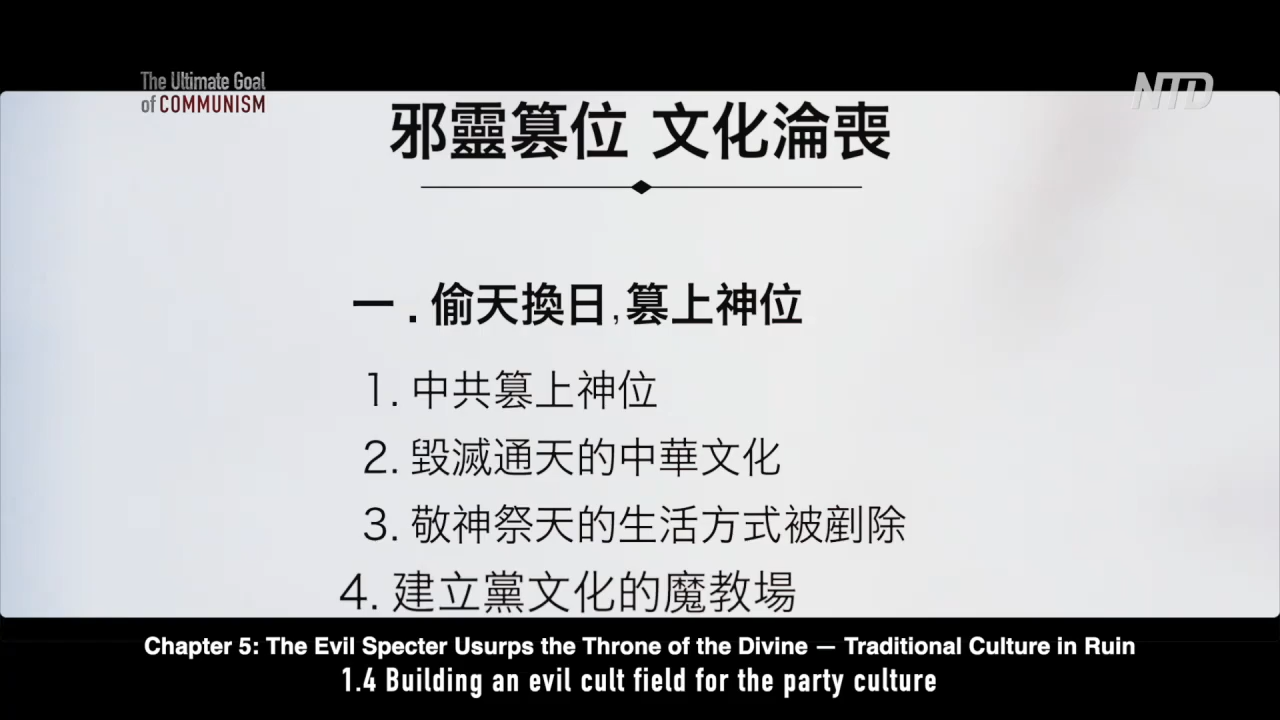 The Ultimate Goal
of COMMUNISM
NTD
邪靈篡位 文化淪喪
一．偷天換日,篡上神位
1. 中共篡上神位
2. 毀滅通天的中華文化
3. 敬神祭天的生活方式被剷除
4. 建立黨文化的魔教場
Chapter 5: The Evil Specter Usurps the Throne of the Divine — Traditional Culture in Ruin
1.4 Building an evil cult field for the party culture